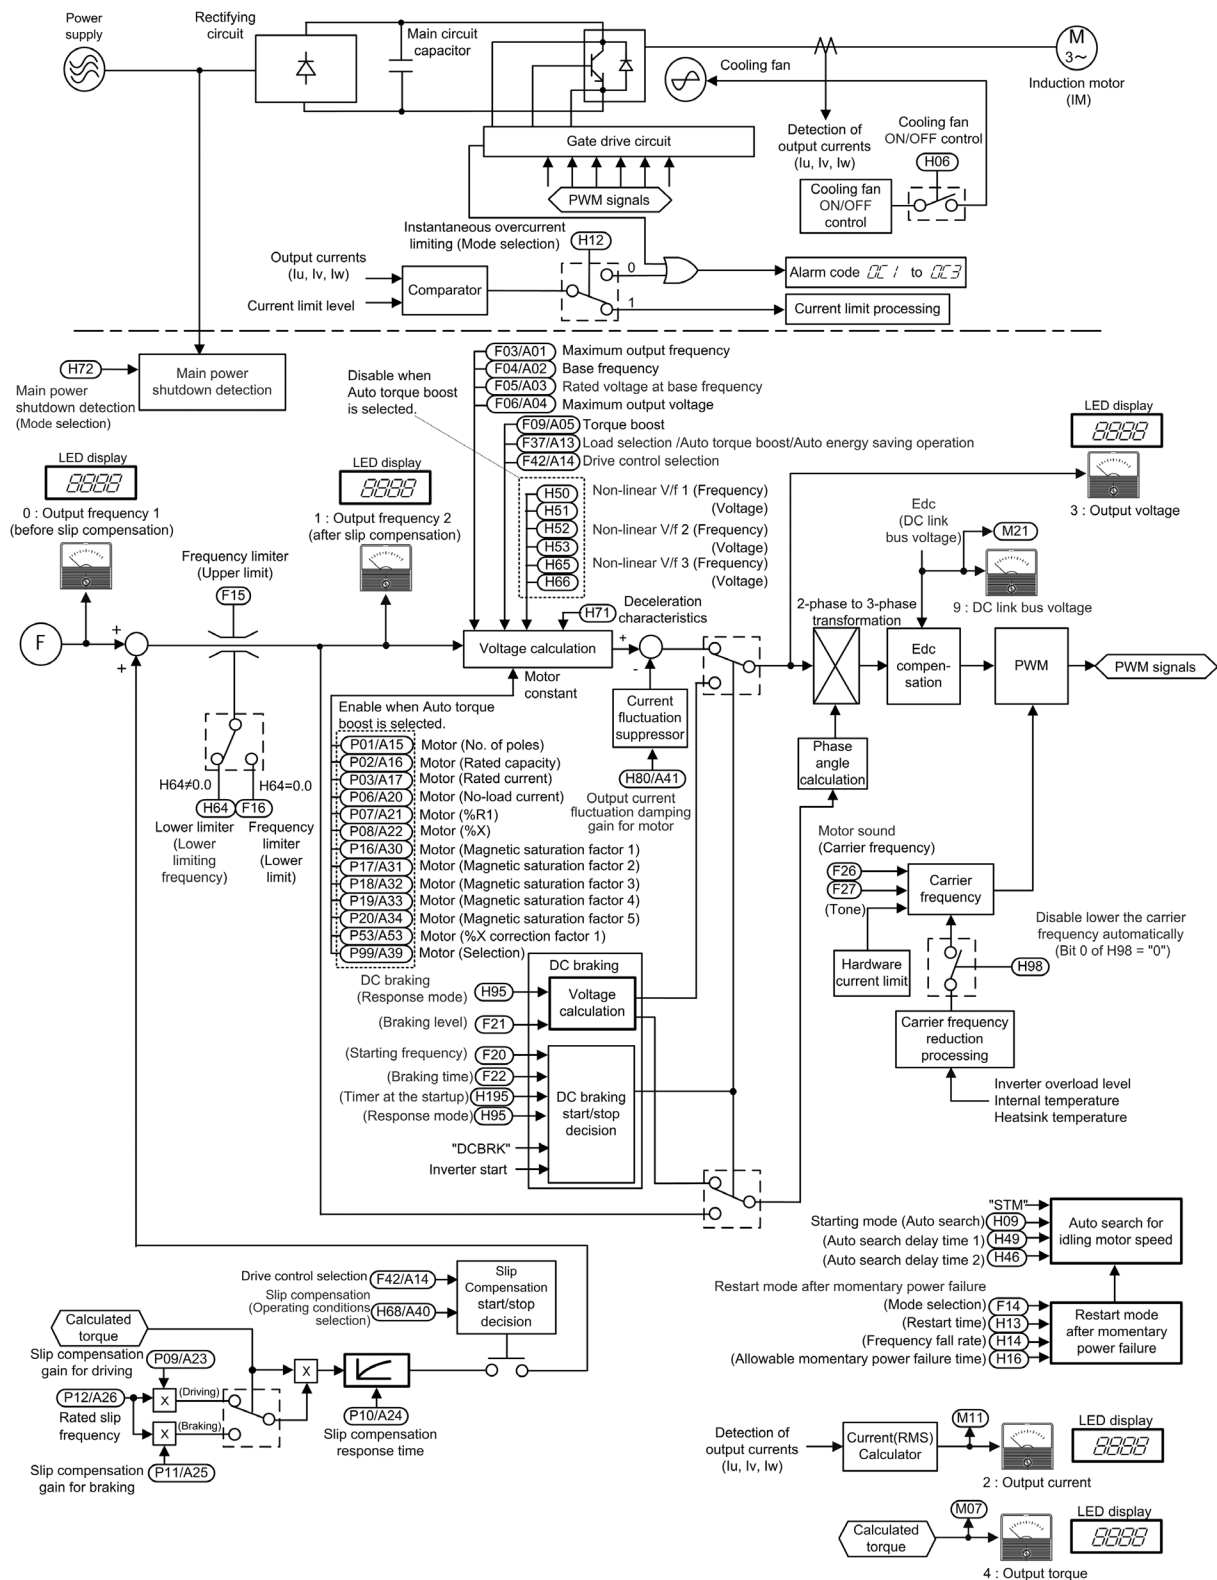 Power
supply
Rectifying
circuit
Main circuit
capacitor
Cooling fan
M
3~
Induction motor
(IM)
Gate drive circuit
PWM signals
Detection of
output currents
(Iu, Iv, Iw)
Cooling fan
ON/OFF control
H06
Cooling fan
ON/OFF
control
Instantaneous overcurrent
limiting (Mode selection)
H12
Output currents
(Iu, Iv, Iw)
Current limit level
Comparator
0
1
Alarm code OC1 to OC3
Current limit processing
H72
Main power
shutdown detection
(Mode selection)
Main power
shutdown detection
F03/A01 Maximum output frequency
F04/A02 Base frequency
F05/A03 Rated voltage at base frequency
F06/A04 Maximum output voltage
Disable when
Auto torque boost
is selected.
F09/A05 Torque boost
F37/A13 Load selection /Auto torque boost/Auto energy saving operation
F42/A14 Drive control selection
H50 Non-linear V/f 1 (Frequency)
H51 (Voltage)
H52 Non-linear V/f 2 (Frequency)
H53 (Voltage)
H65 Non-linear V/f 3 (Frequency)
H66 (Voltage)
H71 Deceleration
characteristics
LED display
8888
0 : Output frequency 1
(before slip compensation)
LED display
8888
1 : Output frequency 2
(after slip compensation)
LED display
8888
3 : Output voltage
Edc
(DC link
bus voltage)
M21
9 : DC link bus voltage
Frequency limiter
(Upper limit)
F15
F
+
+
Voltage calculation
+
-
2-phase to 3-phase
transformation
Edc
compen-
sation
PWM
PWM signals
Motor
constant
Current
fluctuation
suppressor
H80/A41
Output current
fluctuation damping
gain for motor
Phase
angle
calculation
H64≠0.0
H64=0.0
H64
F16
Lower limiter
(Lower
limiting
frequency)
Frequency
limiter
(Lower
limit)
Enable when Auto torque
boost is selected.
P01/A15 Motor (No. of poles)
P02/A16 Motor (Rated capacity)
P03/A17 Motor (Rated current)
P06/A20 Motor (No-load current)
P07/A21 Motor (%R1)
P08/A22 Motor (%X)
P16/A30 Motor (Magnetic saturation factor 1)
P17/A31 Motor (Magnetic saturation factor 2)
P18/A32 Motor (Magnetic saturation factor 3)
P19/A33 Motor (Magnetic saturation factor 4)
P20/A34 Motor (Magnetic saturation factor 5)
P53/A53 Motor (%X correction factor 1)
P99/A39 Motor (Selection)
Motor sound
(Carrier frequency)
F26
F27
(Tone)
Carrier
frequency
Hardware
current limit
Disable lower the carrier
frequency automatically
(Bit 0 of H98 = "0")
H98
Carrier frequency
reduction
processing
Inverter overload level
Internal temperature
Heatsink temperature
DC braking
DC braking
(Response mode) H95
(Braking level) F21
Voltage
calculation
(Starting frequency) F20
(Braking time) F22
(Timer at the startup) H195
(Response mode) H95
"DCBRK"
Inverter start
DC braking
start/stop
decision
"STM"
Starting mode (Auto search) H09
(Auto search delay time 1) H49
(Auto search delay time 2) H46
Auto search for
idling motor speed
Restart mode after momentary power failure
(Mode selection) F14
(Restart time) H13
(Frequency fall rate) H14
(Allowable momentary power failure time) H16
Restart mode
after momentary
power failure
Drive control selection F42/A14
Slip compensation
(Operating conditions
selection)
H68/A40
Slip
Compensation
start/stop
decision
Calculated
torque
Slip compensation
gain for driving
P09/A23
P12/A26
Rated slip
frequency
X
(Driving)
X
(Braking)
Slip compensation
gain for braking
P11/A25
X
P10/A24
Slip compensation
response time
Detection of
output currents
(Iu, Iv, Iw)
Current(RMS)
Calculator
M11
LED display
8888
2 : Output current
Calculated
torque
M07
LED display
8888
4 : Output torque